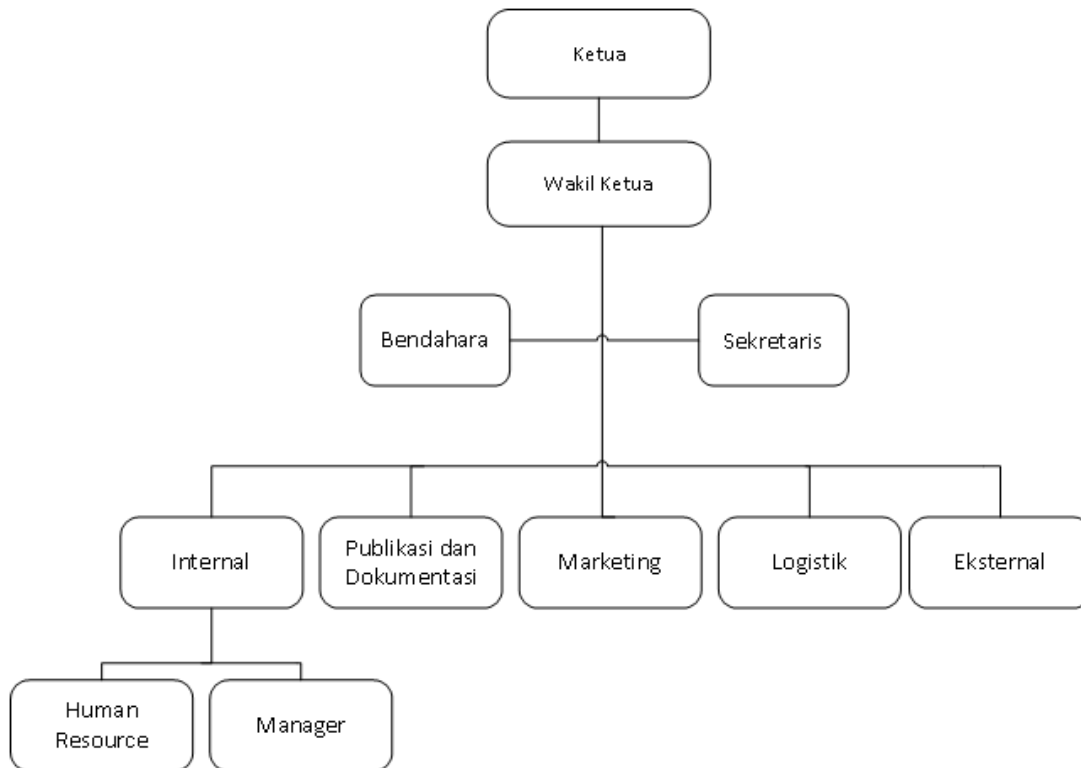 Ketua
Wakil Ketua
Bendahara
Sekretaris
Internal
Publikasi dan
Dokumentasi
Marketing
Logistik
Eksternal
Human
Resource
Manager